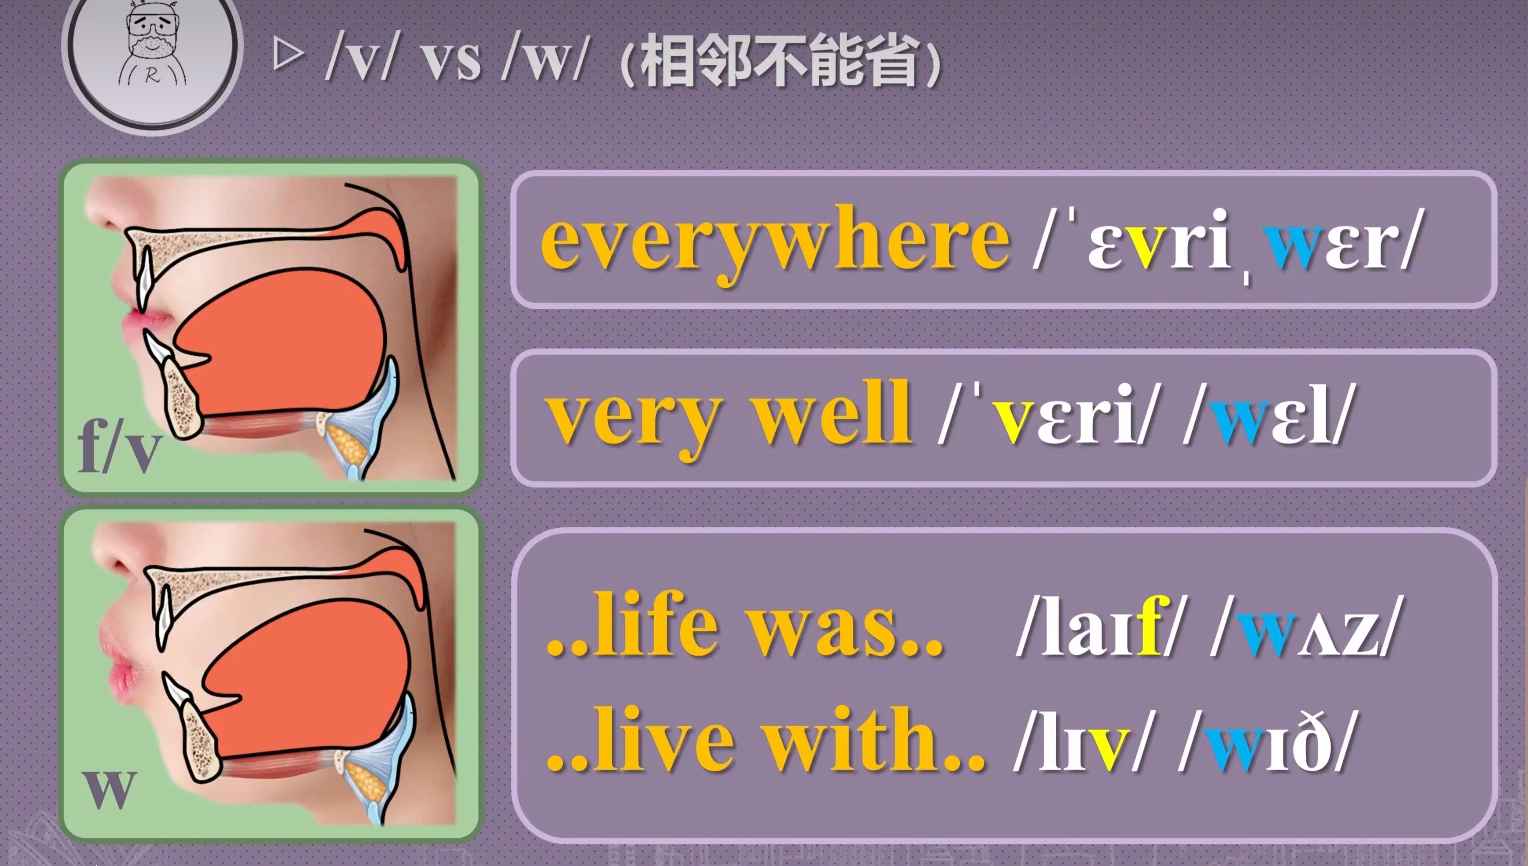 R
▷ /v/ vs /w/ (相邻不能省)
f/v
everywhere /ˈɛvriˌwɛr/
very well /ˈvɛri/ /wɛl/
w
..life was.. /laɪf/ /wʌz/
..live with.. /lɪv/ /wɪð/